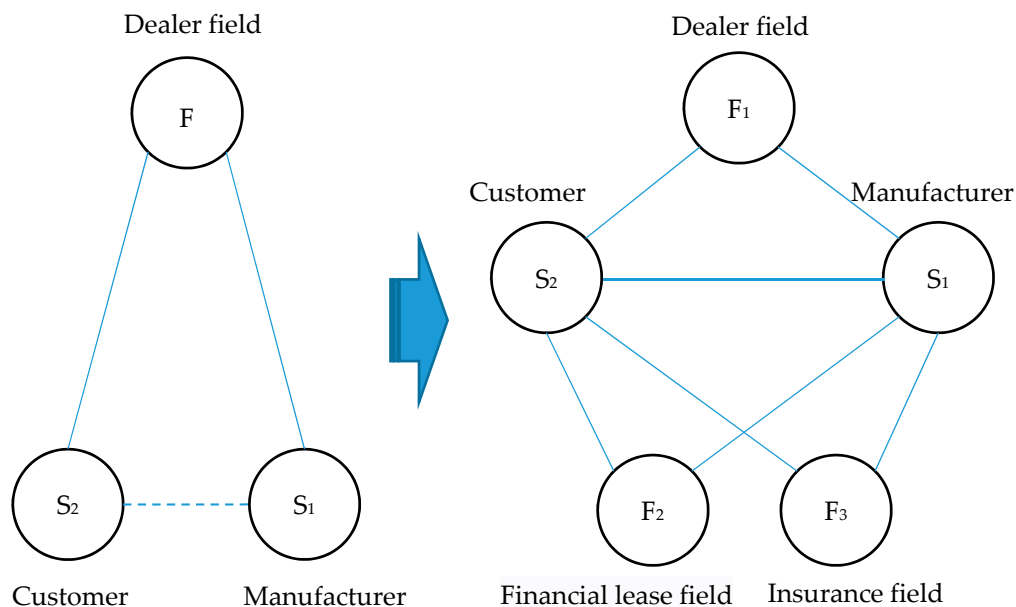 Dealer field
F
S2
S1
Customer
Manufacturer
Dealer field
F1
Customer
Manufacturer
S2
S1
F2
F3
Financial lease field
Insurance field